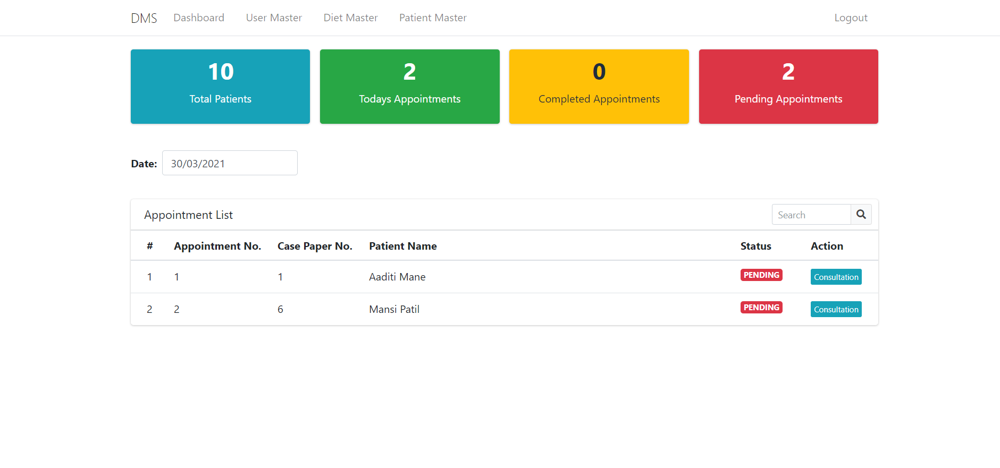 DMS Dashboard User Master Diet Master Patient Master Logout
10 2 0 2
Total Patients Todays Appointments Completed Appointments Pending Appointments
Date: 30/03/2021
Appointment List Search
# Appointment No. Case Paper No. Patient Name Status Action
1 1 1 Aaditi Mane PENDING Consultation
2 2 6 Mansi Patil PENDING Consultation